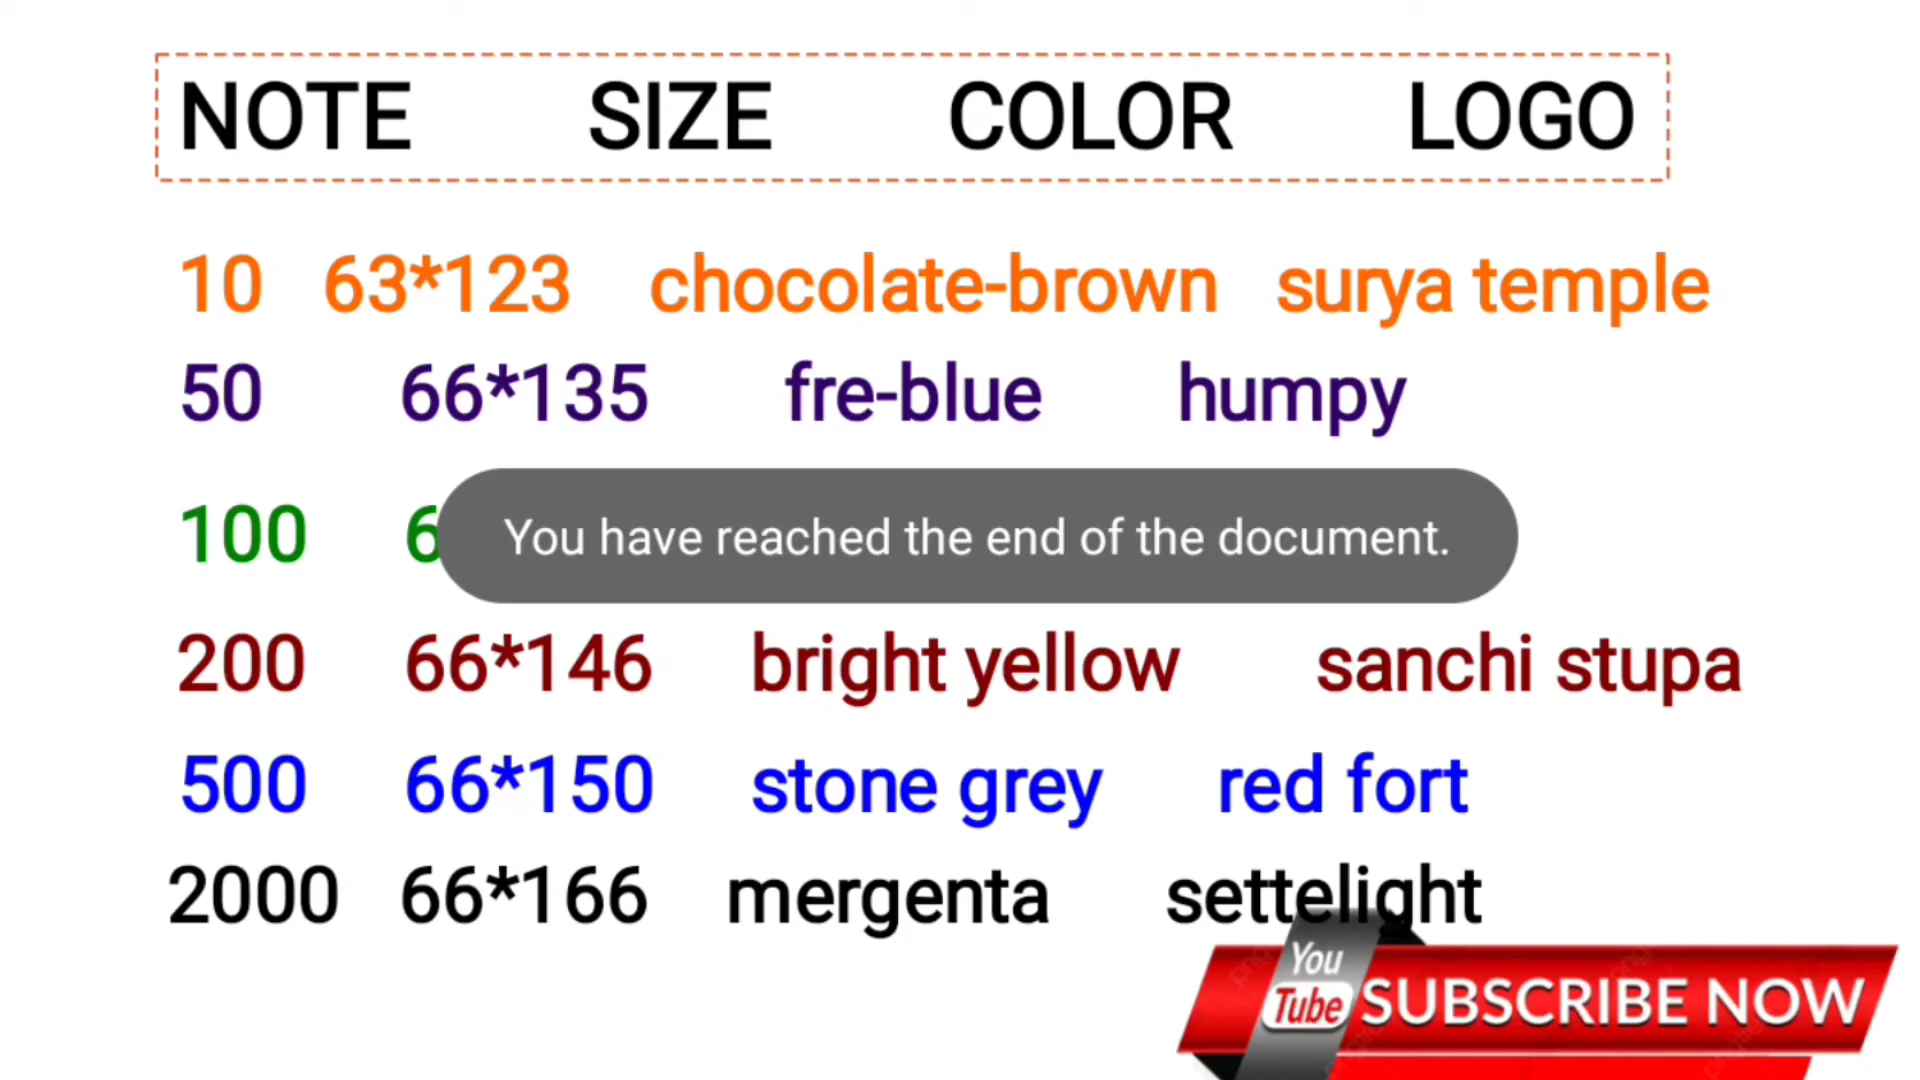 NOTE SIZE COLOR LOGO
10 63*123 chocolate-brown surya temple
50 66*135 fre-blue humpy
100
You have reached the end of the document.
200 66*146 bright yellow sanchi stupa
500 66*150 stone grey red fort
2000 66*166 mergenta settelight
You
Tube SUBSCRIBE NOW